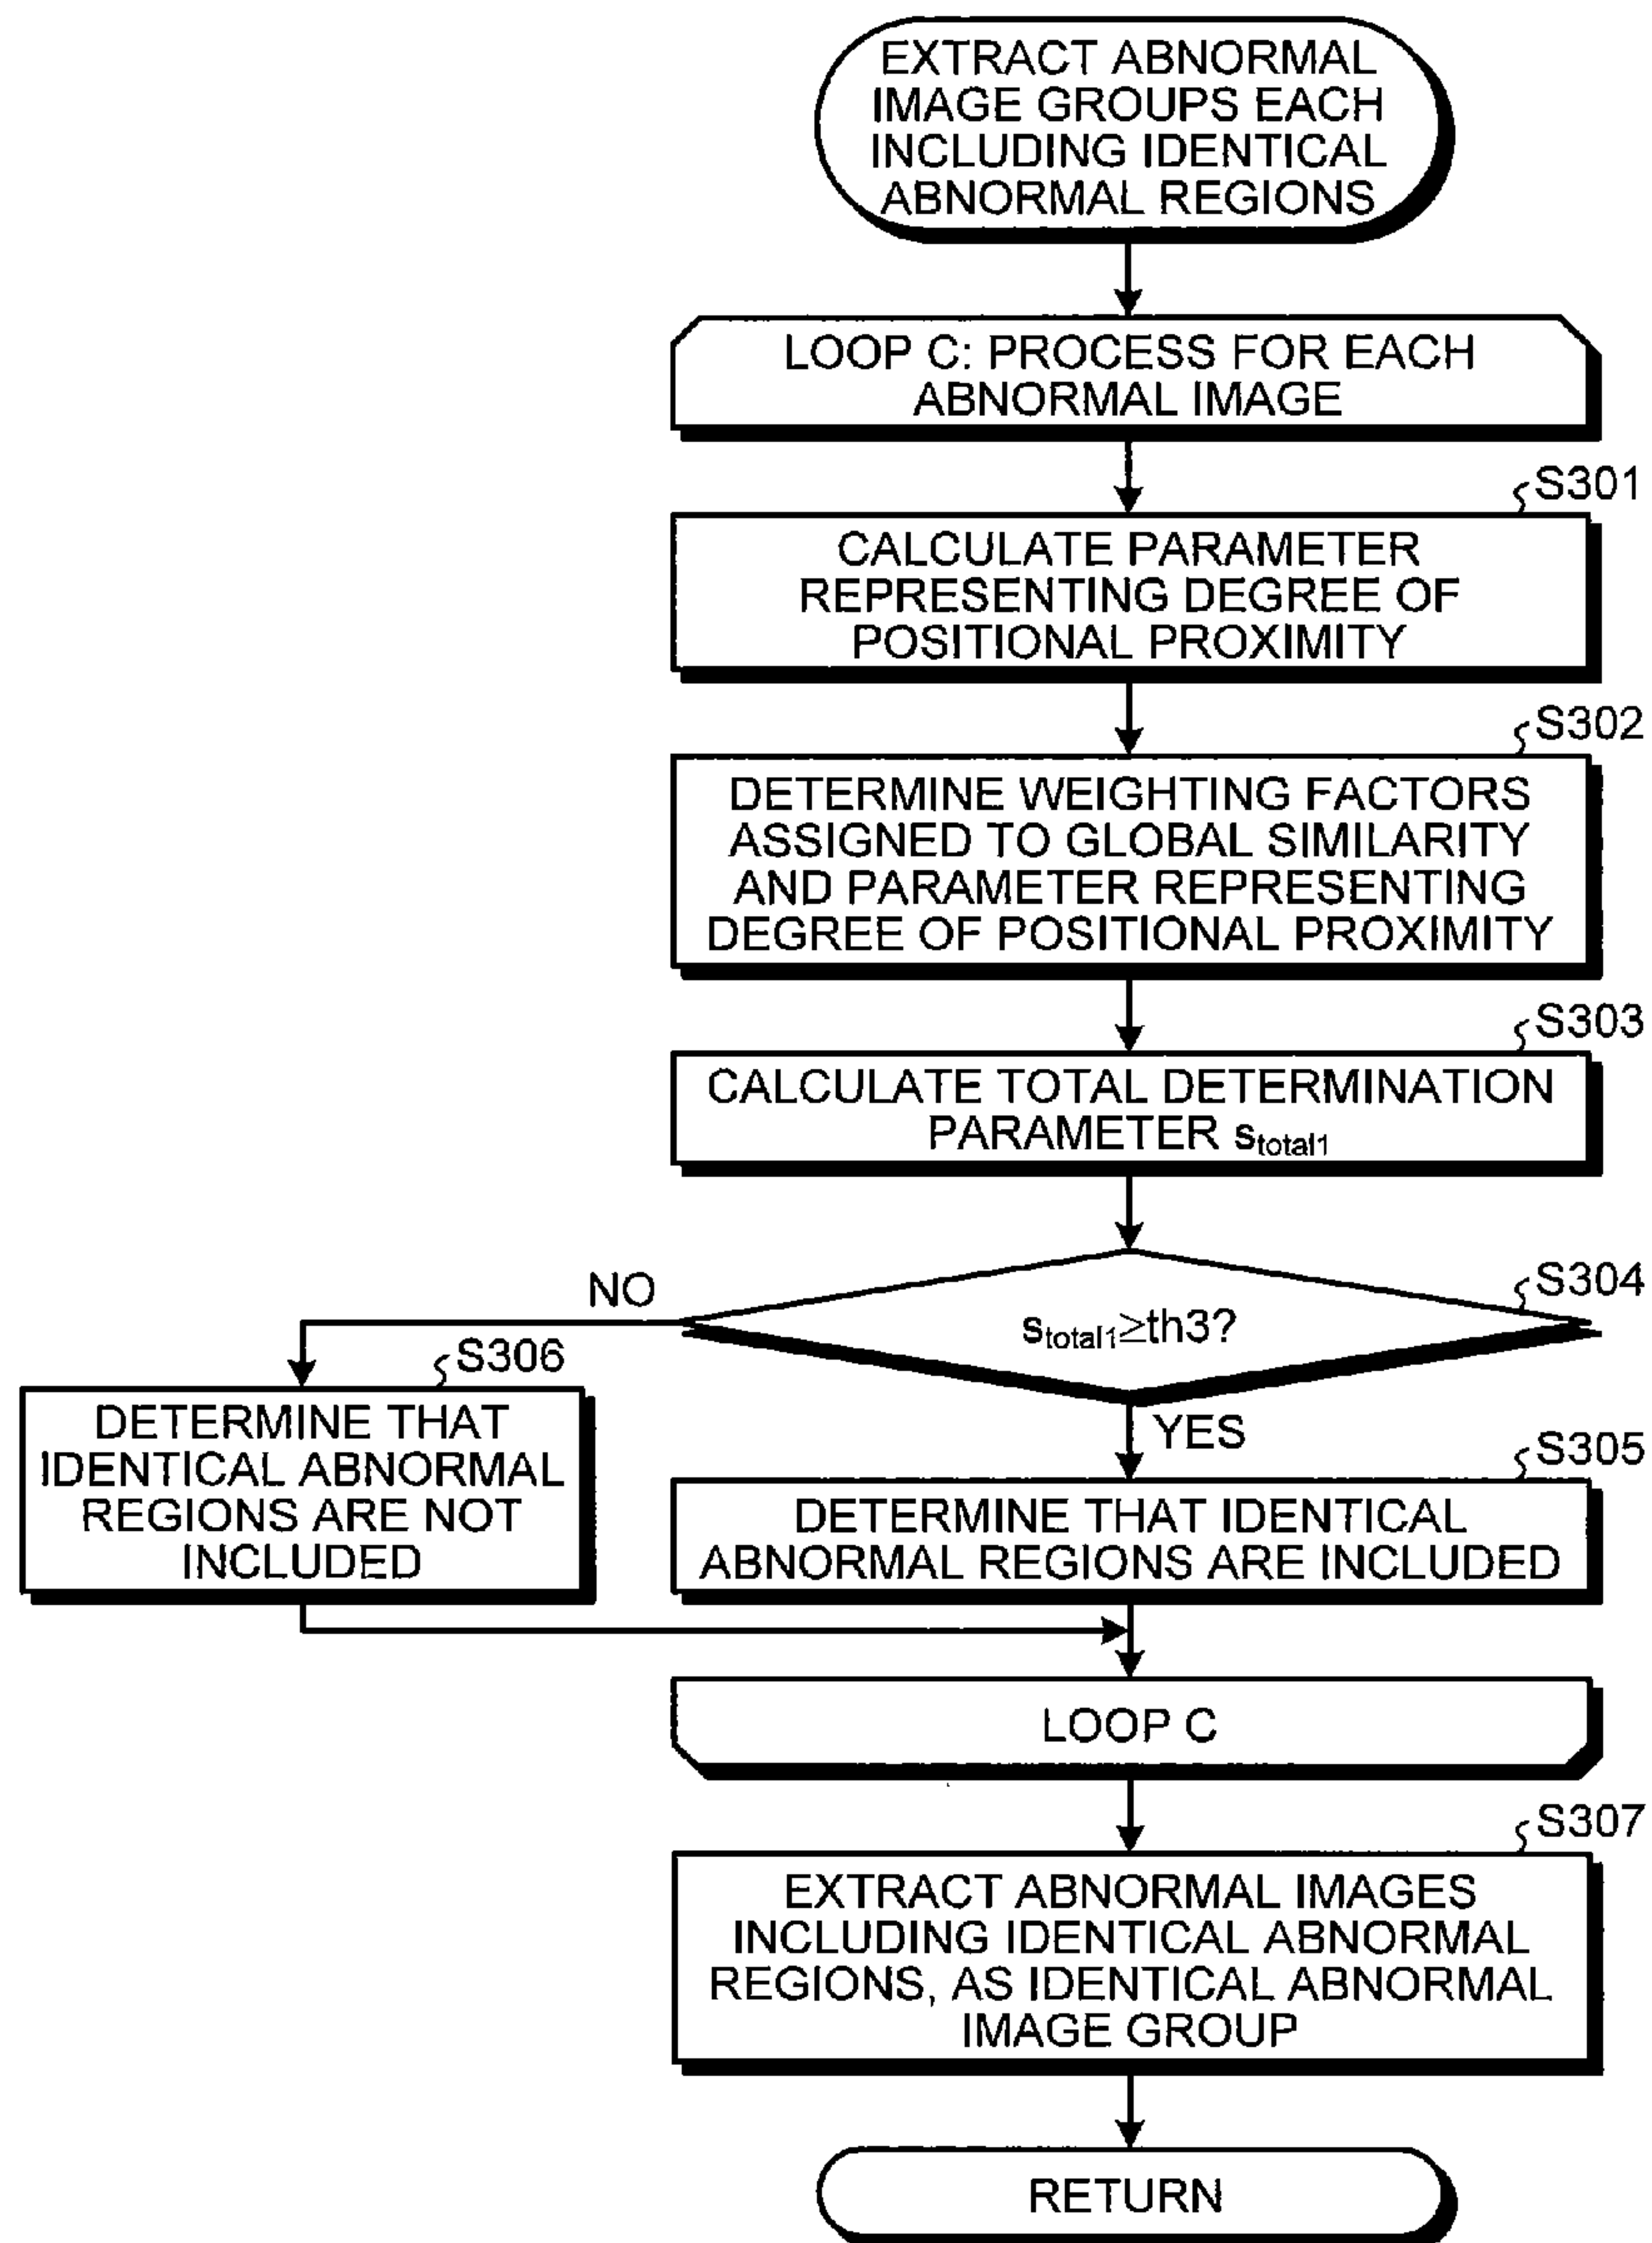 EXTRACT ABNORMAL
IMAGE GROUPS EACH
INCLUDING IDENTICAL
ABNORMAL REGIONS
LOOP C: PROCESS FOR EACH
ABNORMAL IMAGE
S301
CALCULATE PARAMETER
REPRESENTING DEGREE OF
POSITIONAL PROXIMITY
S302
DETERMINE WEIGHTING FACTORS
ASSIGNED TO GLOBAL SIMILARITY
AND PARAMETER REPRESENTING
DEGREE OF POSITIONAL PROXIMITY
S303
CALCULATE TOTAL DETERMINATION
PARAMETER s_total1
S304
s_total1≥th3?
NO
S306
DETERMINE THAT
IDENTICAL ABNORMAL
REGIONS ARE NOT
INCLUDED
YES
S305
DETERMINE THAT IDENTICAL
ABNORMAL REGIONS ARE INCLUDED
LOOP C
S307
EXTRACT ABNORMAL IMAGES
INCLUDING IDENTICAL ABNORMAL
REGIONS, AS IDENTICAL ABNORMAL
IMAGE GROUP
RETURN